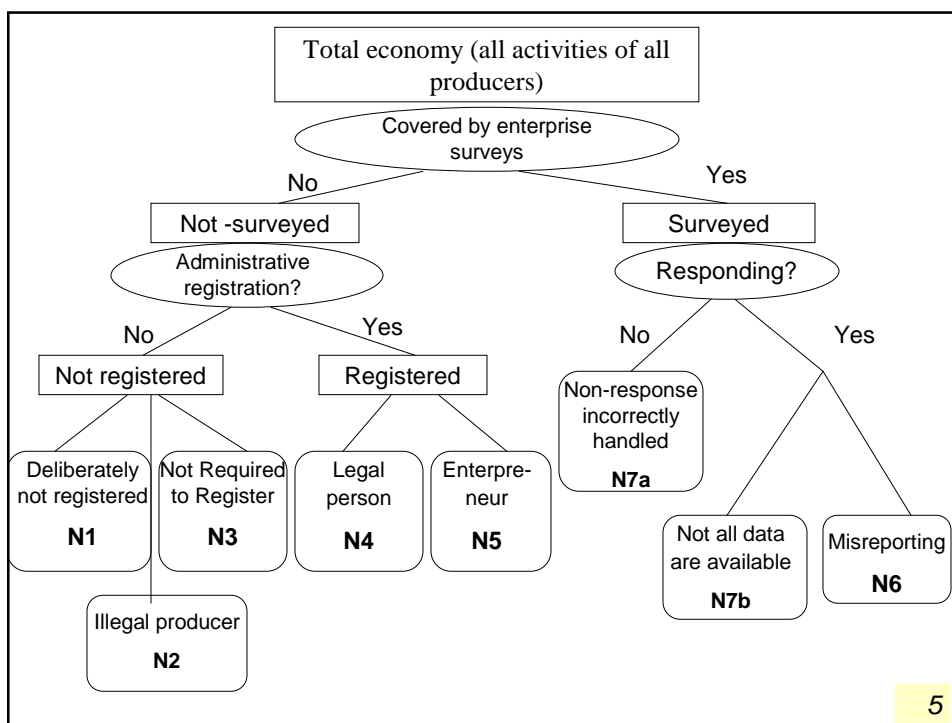 Total economy (all activities of all
producers)
Covered by enterprise
surveys
No
Yes
Not -surveyed
Surveyed
Administrative
registration?
Responding?
No
Yes
No
Yes
Not registered
Registered
Non-response
incorrectly
handled
N7a
Deliberately
not registered
N1
Not Required
to Register
N3
Legal
person
N4
Enterpre-
neur
N5
Not all data
are available
N7b
Misreporting
N6
Illegal producer
N2
5